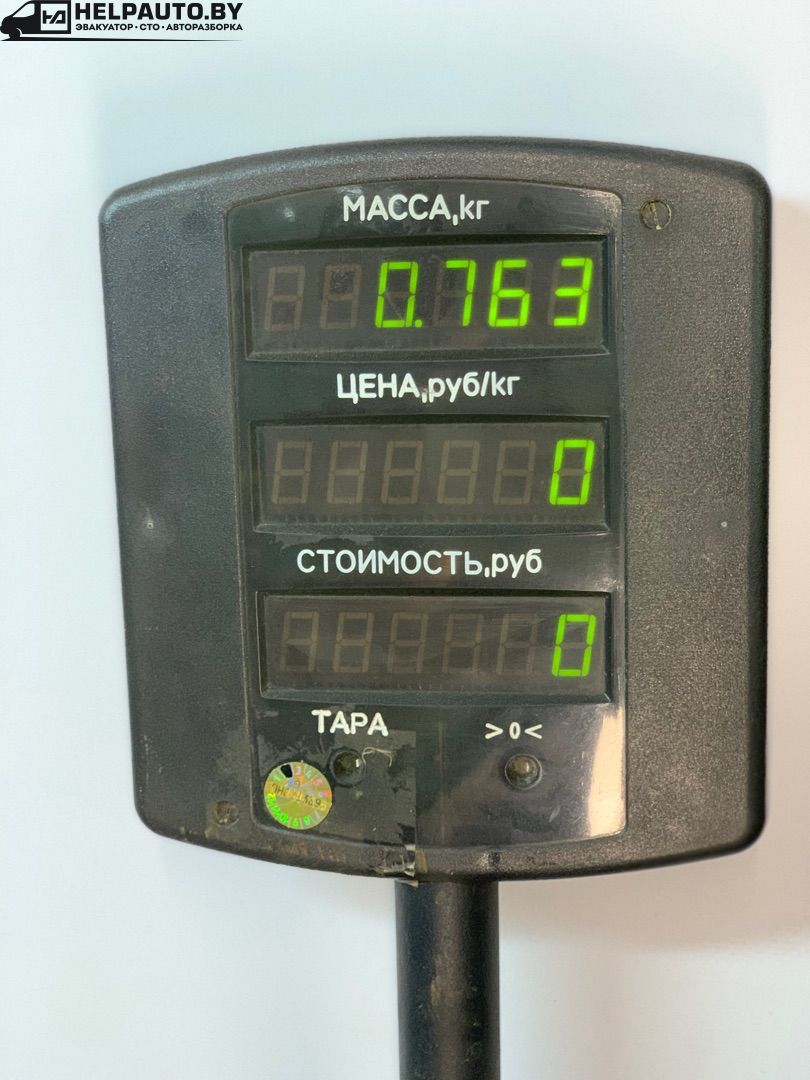 HELPAUTO.BY
ЭВАКУАТОР • СТО • АВТОРАЗБОРКА
МАССА,кг
0.763
ЦЕНА,руб/кг
0
СТОИМОСТЬ,руб
0
ТАРА
>0<